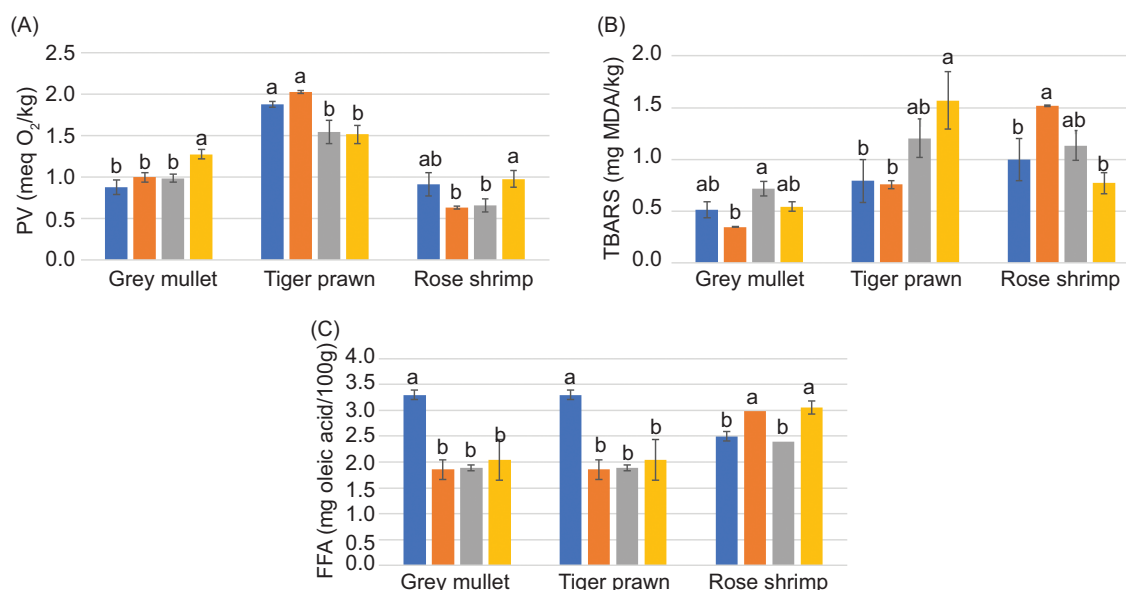 (A)
PV (meq O₂/kg)
2.5
2.0
1.5
1.0
0.5
0.0
b b b a
a a b b
ab b b a
Grey mullet Tiger prawn Rose shrimp
(B)
TBARS (mg MDA/kg)
2.0
1.5
1.0
0.5
0.0
ab b a ab
b b ab a
b a a b
Grey mullet Tiger prawn Rose shrimp
(C)
FFA (mg oleic acid/100g)
4.0
3.5
3.0
2.5
2.0
1.5
1.0
0.5
0.0
a b b b
a b b b
b a b a
Grey mullet Tiger prawn Rose shrimp